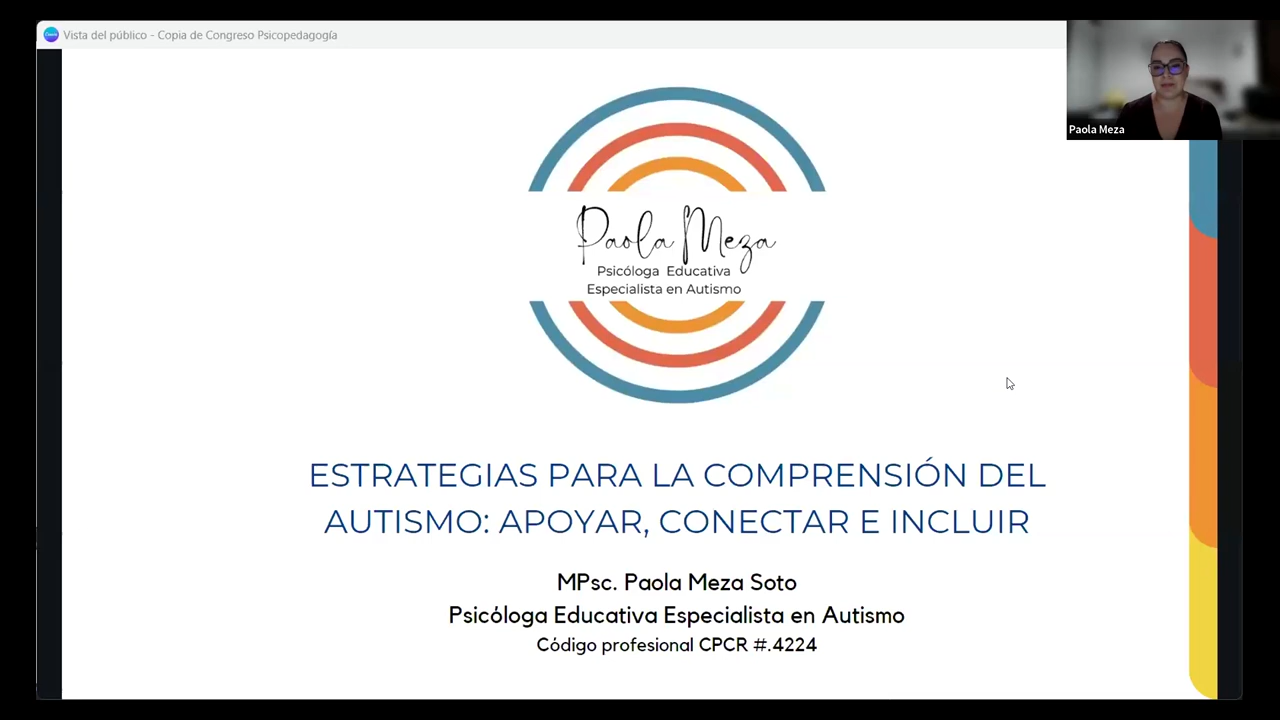 Vista del público - Copia de Congreso Psicopedagogía
Paola Meza
Paola Meza
Psicóloga Educativa
Especialista en Autismo
ESTRATEGIAS PARA LA COMPRENSIÓN DEL
AUTISMO: APOYAR, CONECTAR E INCLUIR
MPsc. Paola Meza Soto
Psicóloga Educativa Especialista en Autismo
Código profesional CPCR #.4224